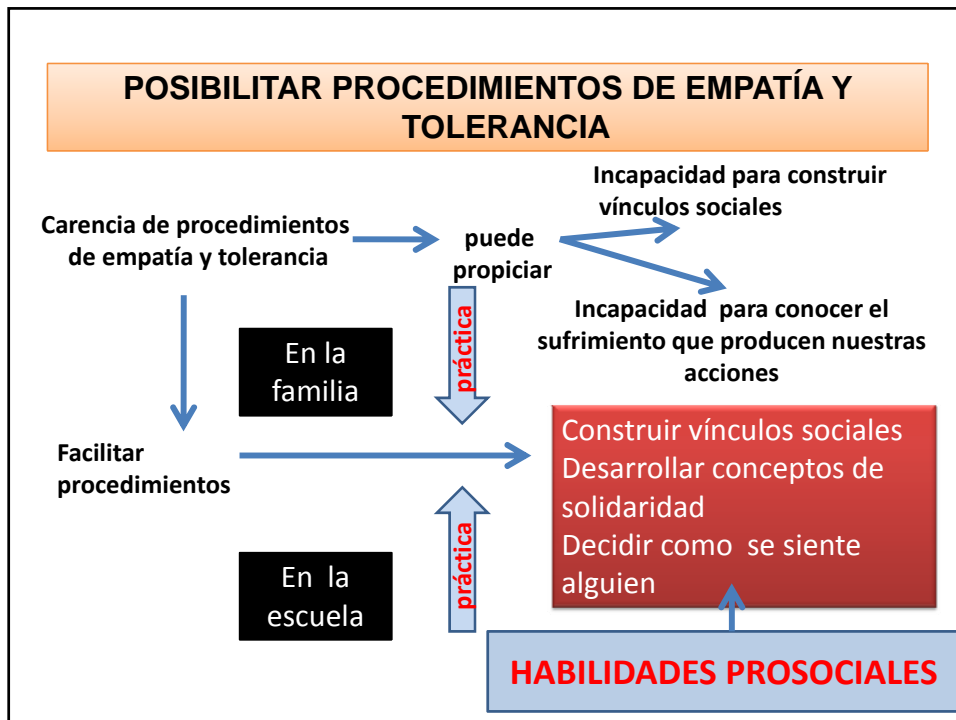 POSIBILITAR PROCEDIMIENTOS DE EMPATÍA Y
TOLERANCIA
Carencia de procedimientos
de empatía y tolerancia
puede
propiciar
Incapacidad para construir
vínculos sociales
Incapacidad para conocer el
sufrimiento que producen nuestras
acciones
En la
familia
práctica
Facilitar
procedimientos
Construir vínculos sociales
Desarrollar conceptos de
solidaridad
Decidir como se siente
alguien
En la
escuela
práctica
HABILIDADES PROSOCIALES